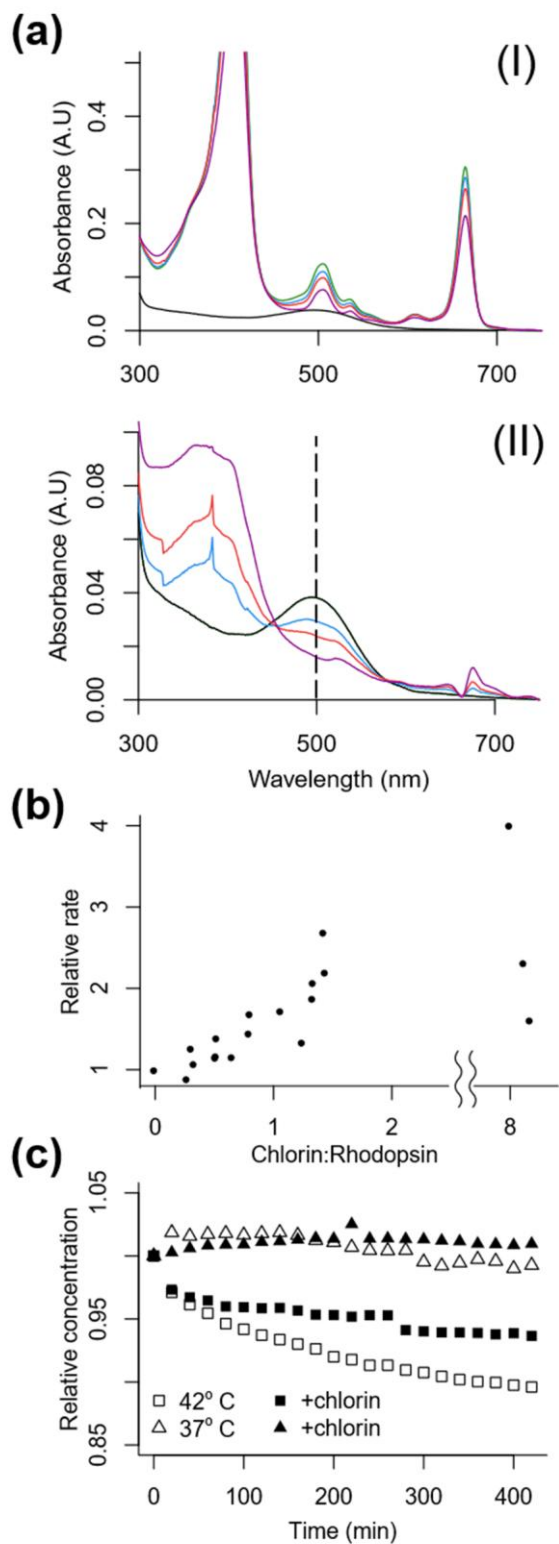 (a)
(I)
Absorbance (A.U)
0.4
0.2
0.0
300
500
700
(II)
Absorbance (A.U)
0.08
0.04
0.00
300
500
700
Wavelength (nm)
(b)
Relative rate
4
3
2
1
0
1
2
8
Chlorin:Rhodopsin
(c)
Relative concentration
1.05
0.95
0.85
42° C
+chlorin
37° C
+chlorin
0
100
200
300
400
Time (min)